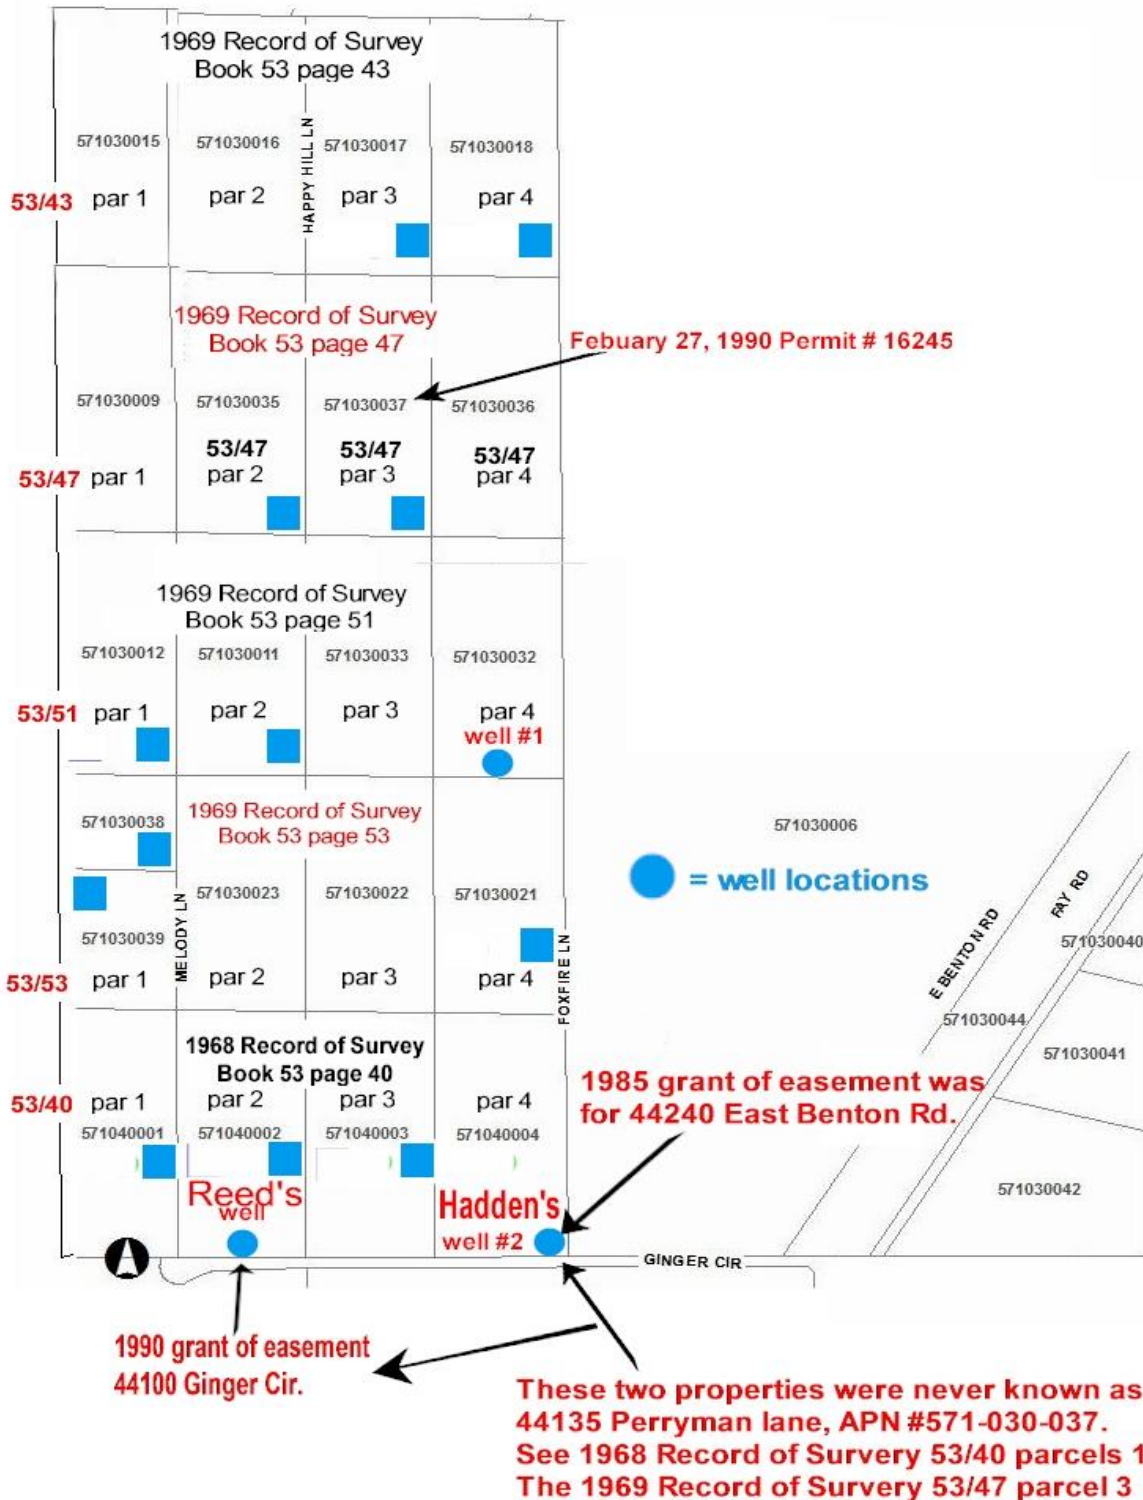 1969 Record of Survey
Book 53 page 43
571030015 571030016 571030017 571030018
HAPPY HILL LN
53/43 par 1 par 2 par 3 par 4
1969 Record of Survey
Book 53 page 47
Febuary 27, 1990 Permit # 16245
571030009 571030035 571030037 571030036
53/47 53/47 53/47
53/47 par 1 par 2 par 3 par 4
1969 Record of Survey
Book 53 page 51
571030012 571030011 571030033 571030032
53/51 par 1 par 2 par 3 par 4
well #1
1969 Record of Survey
Book 53 page 53
571030038
571030006
= well locations
571030023 571030022 571030021
MELODY LN
FOXFIRE LN
E BENTON RD
FAY RD
571030039
571030040
53/53 par 1 par 2 par 3 par 4
571030044
571030041
1968 Record of Survey
Book 53 page 40
53/40 par 1 par 2 par 3 par 4
571040001 571040002 571040003 571040004
1985 grant of easement was
for 44240 East Benton Rd.
571030042
Reed's
well
Hadden's
well #2
GINGER CIR
1990 grant of easement
44100 Ginger Cir.
These two properties were never known as
44135 Perryman lane, APN #571-030-037.
See 1968 Record of Survery 53/40 parcels 1
The 1969 Record of Survery 53/47 parcel 3